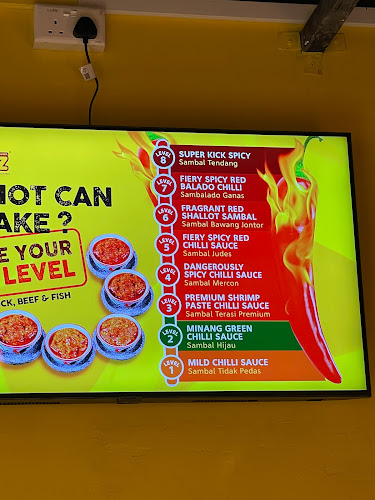 Z
HOT CAN
AKE ?
E YOUR
LEVEL
CK, BEEF & FISH
LEVEL 8
SUPER KICK SPICY
Sambal Tendang
LEVEL 7
FIERY SPICY RED
BALADO CHILLI
Sambalado Ganas
LEVEL 6
FRAGRANT RED
SHALLOT SAMBAL
Sambal Bawang Jontor
LEVEL 5
FIERY SPICY RED
CHILLI SAUCE
Sambal Judes
LEVEL 4
DANGEROUSLY
SPICY CHILLI SAUCE
Sambal Mercon
LEVEL 3
PREMIUM SHRIMP
PASTE CHILLI SAUCE
Sambal Terasi Premium
LEVEL 2
MINANG GREEN
CHILLI SAUCE
Sambal Hijau
LEVEL 1
MILD CHILLI SAUCE
Sambal Tidak Pedas